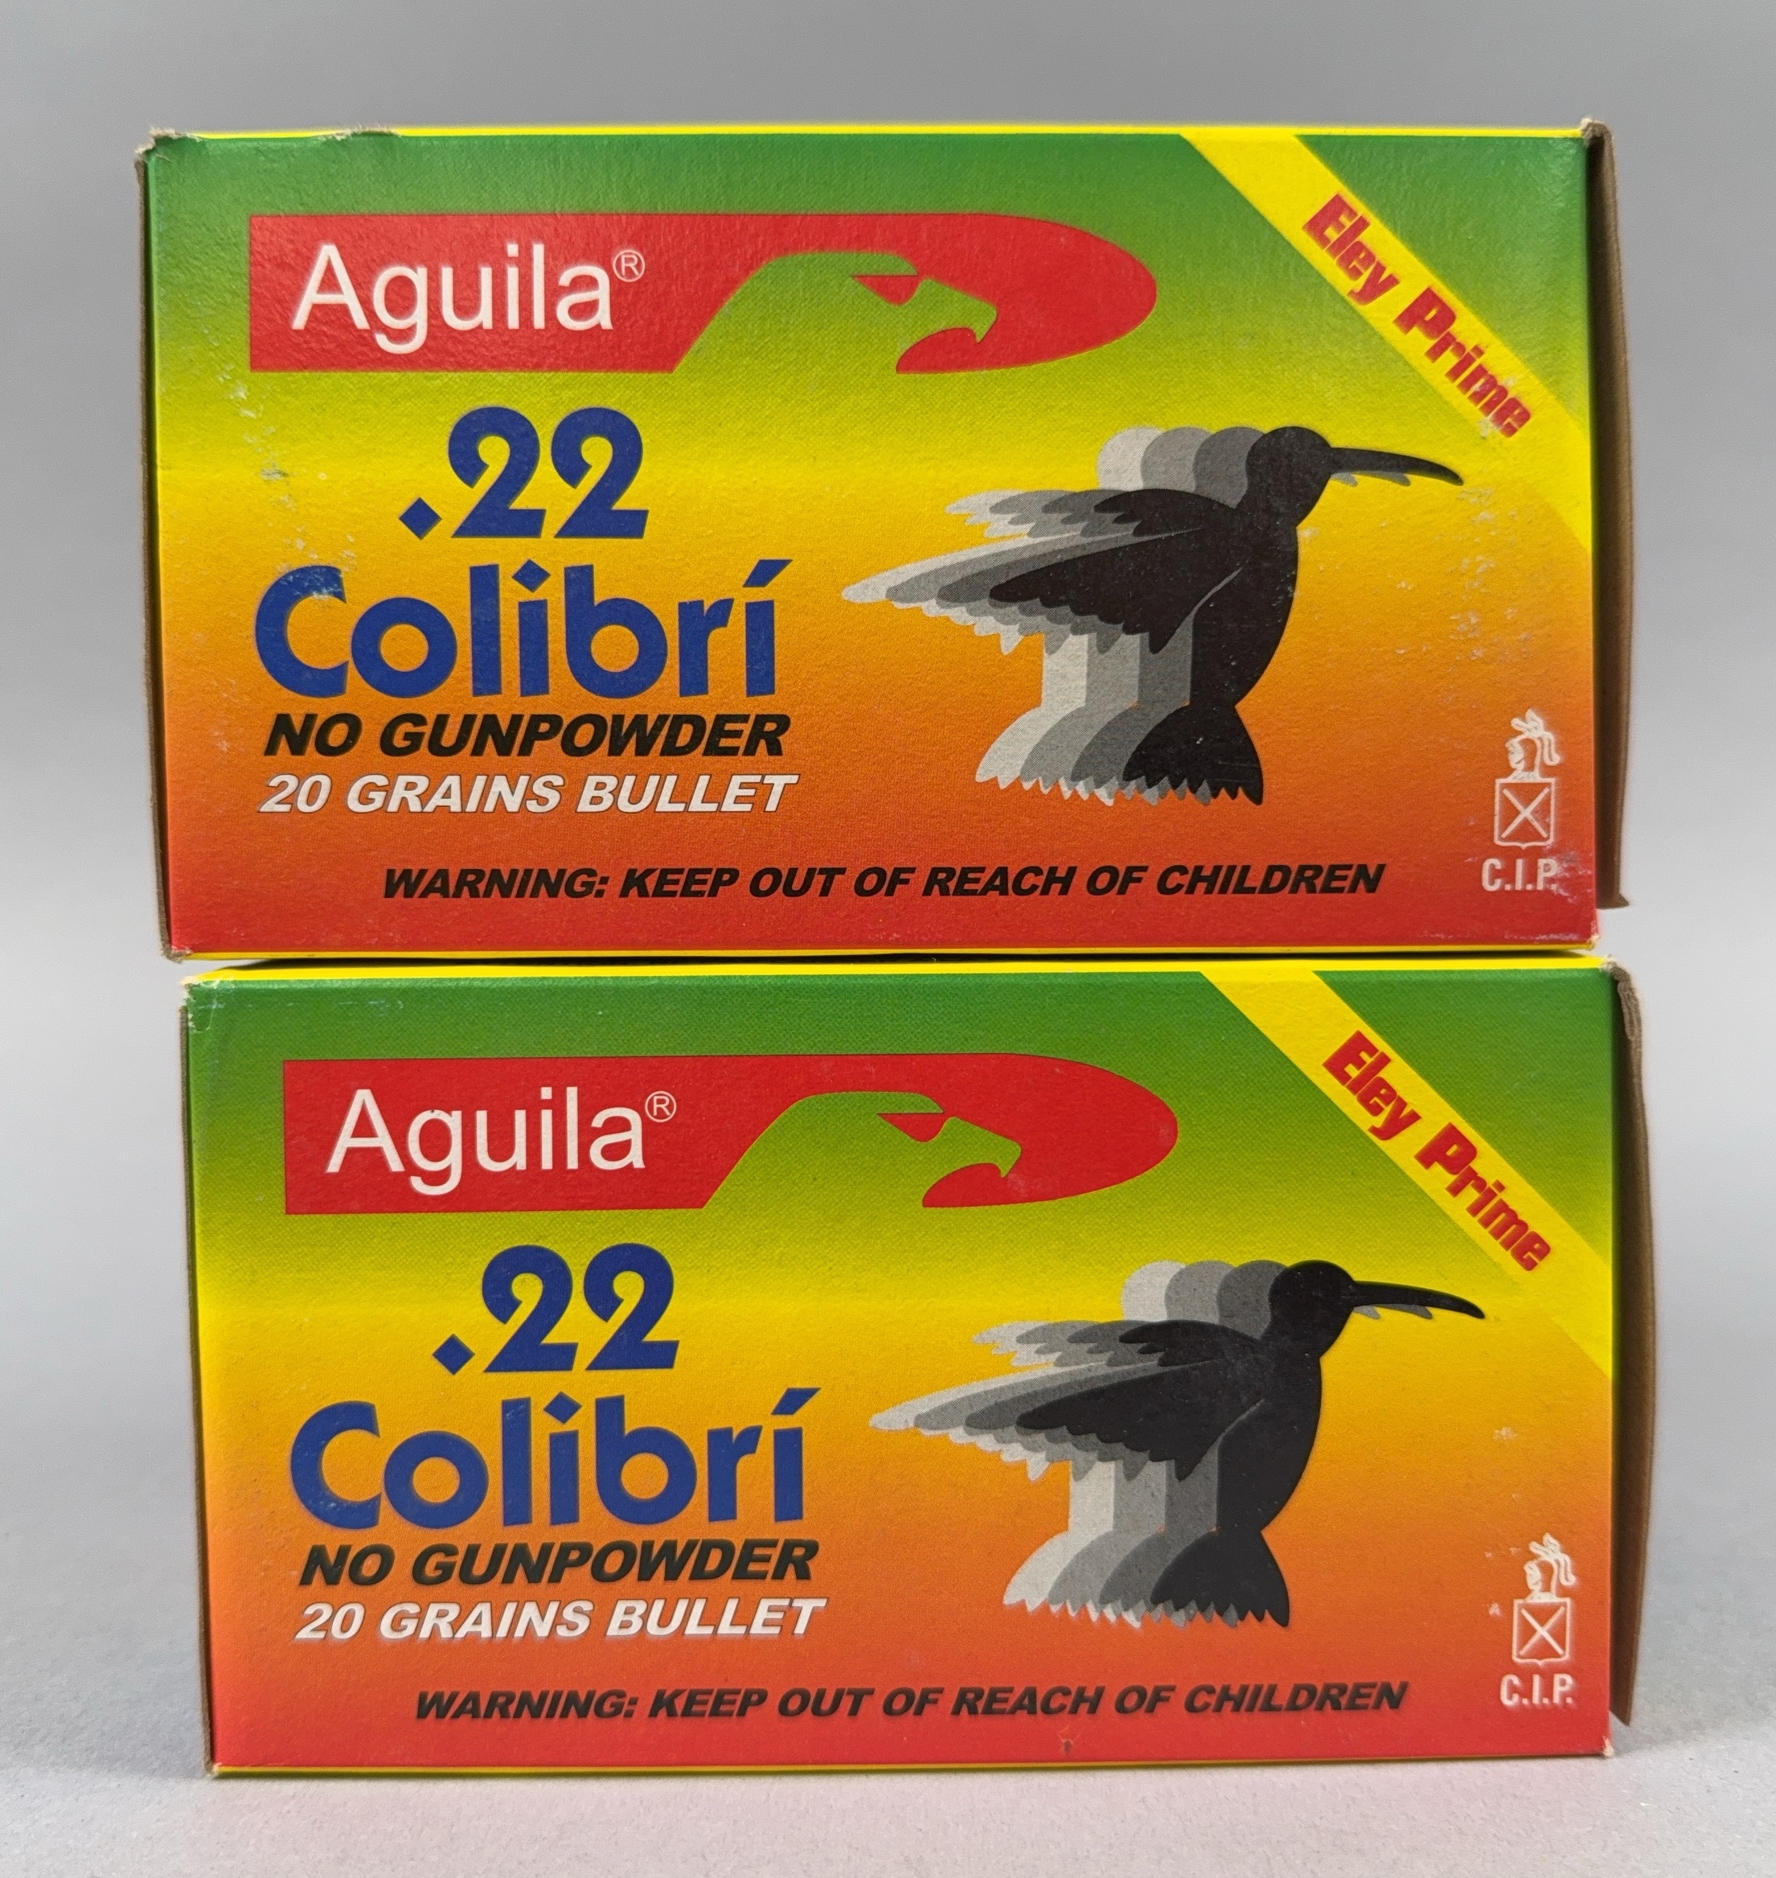 Aguila®
Eley Prime
.22
Colibrí
NO GUNPOWDER
20 GRAINS BULLET
WARNING: KEEP OUT OF REACH OF CHILDREN
C.I.P.
Aguila®
Eley Prime
.22
Colibrí
NO GUNPOWDER
20 GRAINS BULLET
WARNING: KEEP OUT OF REACH OF CHILDREN
C.I.P.